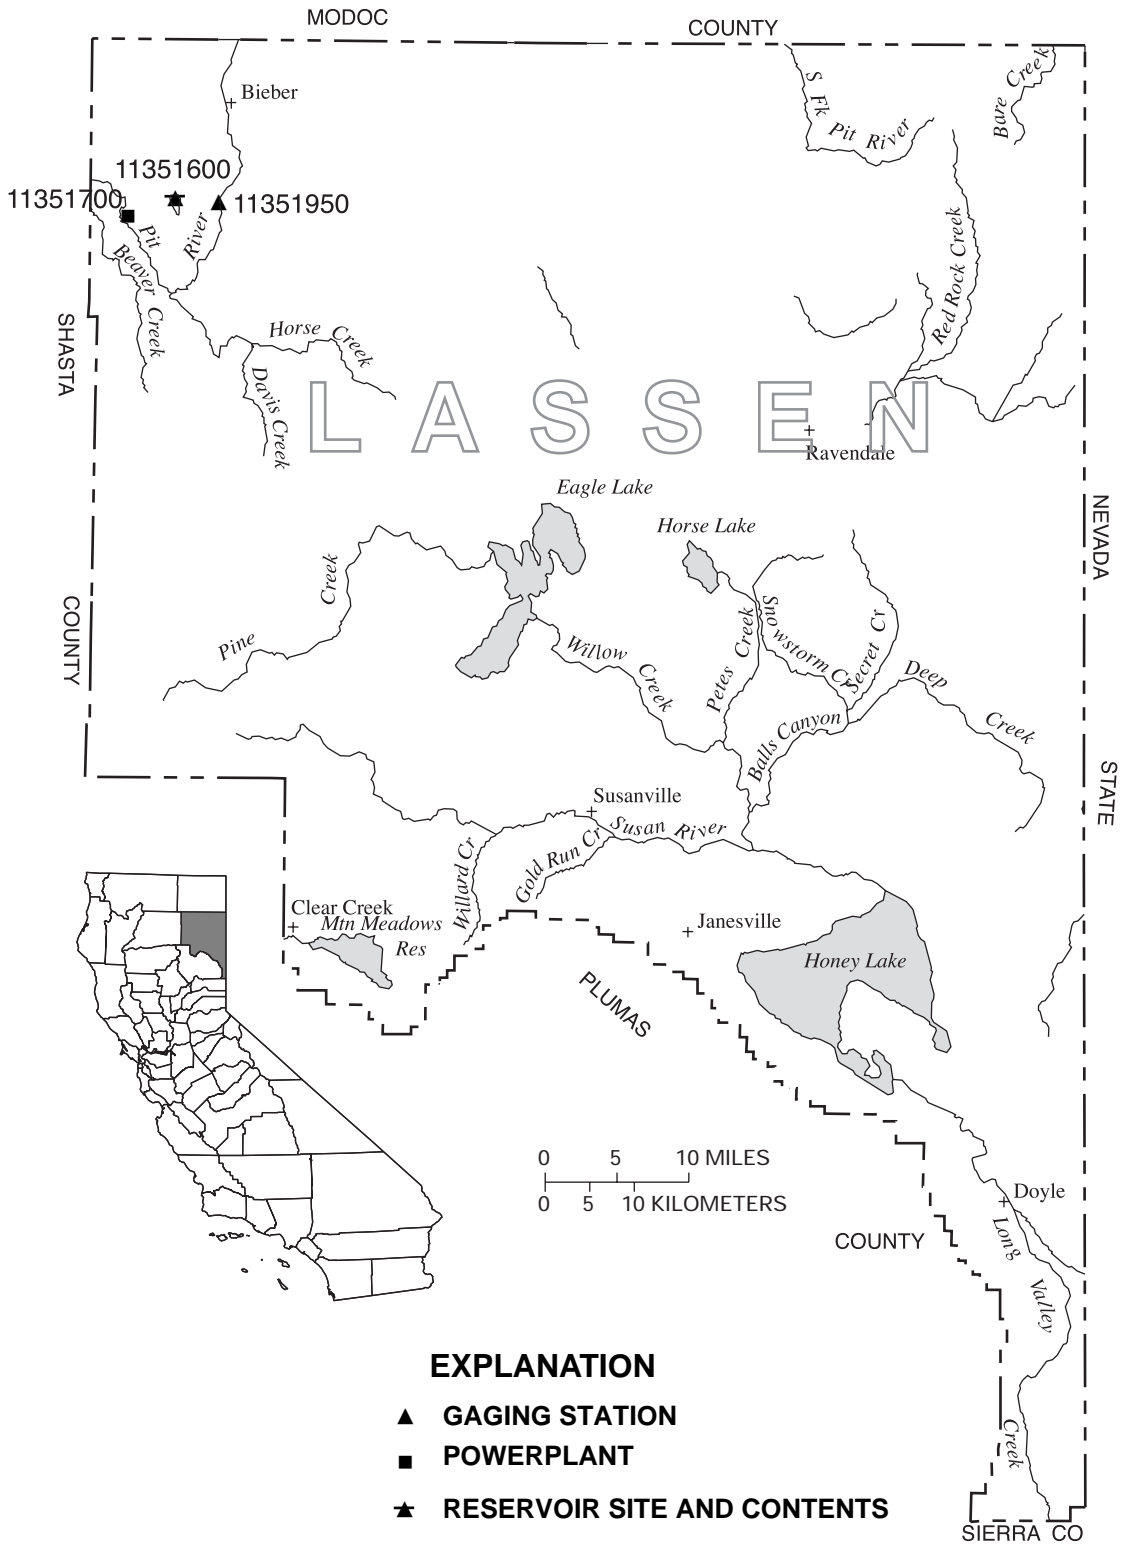 MODOC
COUNTY
Bieber
S Fk Pit River
Bare Creek
11351600
11351700
11351950
Pit
River
Beaver Creek
Red Rock Creek
SHASTA
Horse Creek
Davis Creek
LASSEN
Ravendale
Eagle Lake
Horse Lake
NEVADA
Creek
Pine
COUNTY
Willow
Creek
Petes Creek
Snowstorm Cr
Secret Cr
Deep
Creek
Balls Canyon
STATE
Susanville
Susan River
Gold Run Cr
Willard Cr
Clear Creek
Mtn Meadows
Res
Janesville
Honey Lake
PLUMAS
0 5 10 MILES
0 5 10 KILOMETERS
Doyle
COUNTY
Long
Valley
Creek
EXPLANATION
GAGING STATION
POWERPLANT
RESERVOIR SITE AND CONTENTS
SIERRA CO